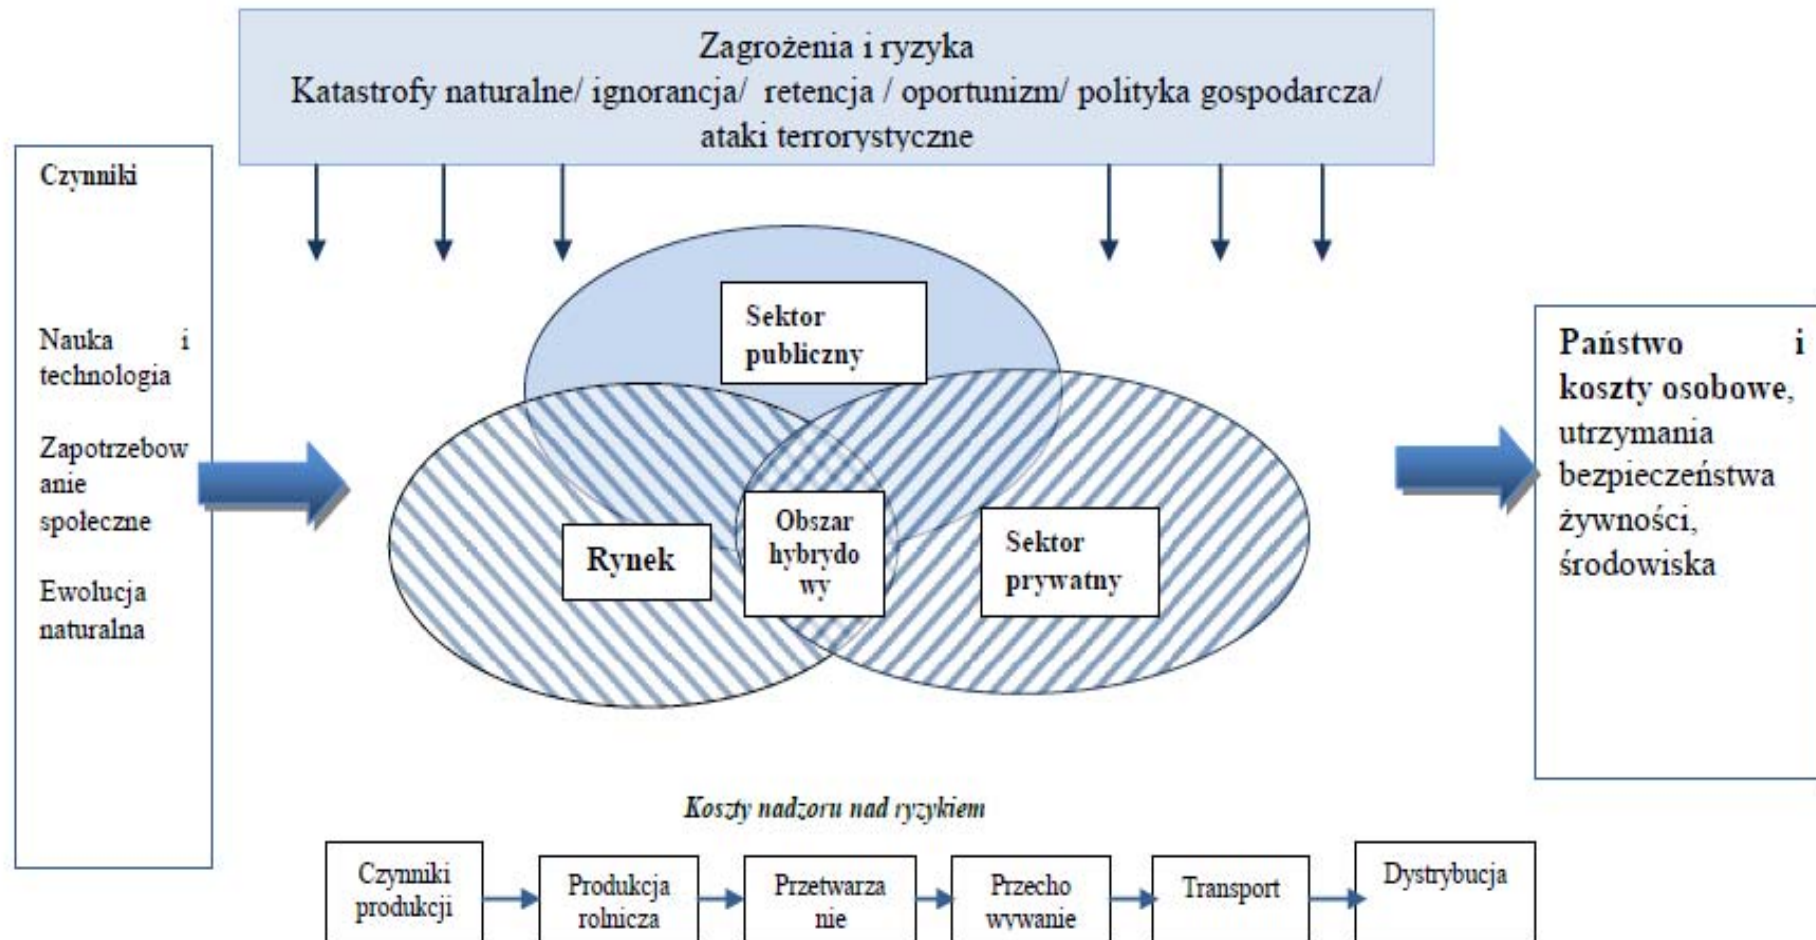 Zagrożenia i ryzyka
Katastrofy naturalne/ ignorancja/ retencja / oportunizm/ polityka gospodarcza/
ataki terrorystyczne
Czynniki
Nauka i
technologia
Zapotrzebow
anie
społeczne
Ewolucja
naturalna
Sektor
publiczny
Rynek
Obszar
hybrydo
wy
Sektor
prywatny
Państwo i
koszty osobowe,
utrzymania
bezpieczeństwa
żywności,
środowiska
Koszty nadzoru nad ryzykiem
Czynniki
produkcji
Produkcja
rolnicza
Przetwarza
nie
Przecho
wywanie
Transport
Dystrybucja